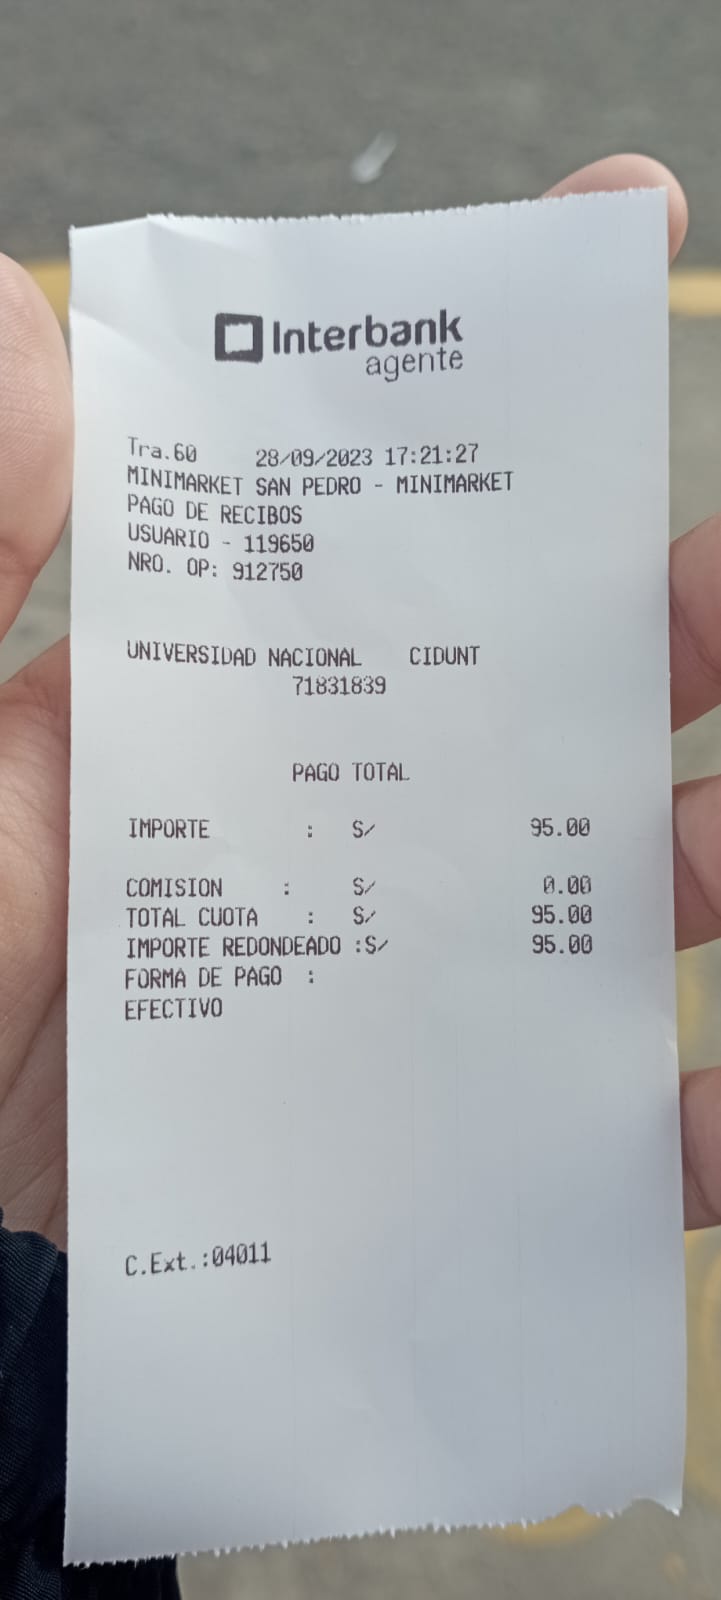 Interbank
agente
Tra.60 28/09/2023 17:21:27
MINIMARKET SAN PEDRO - MINIMARKET
PAGO DE RECIBOS
USUARIO - 119650
NRO. OP: 912750
UNIVERSIDAD NACIONAL CIDUNT
71831839
PAGO TOTAL
IMPORTE : S/ 95.00
COMISION : S/ 0.00
TOTAL CUOTA : S/ 95.00
IMPORTE REDONDEADO :S/ 95.00
FORMA DE PAGO :
EFECTIVO
C.Ext.:04011